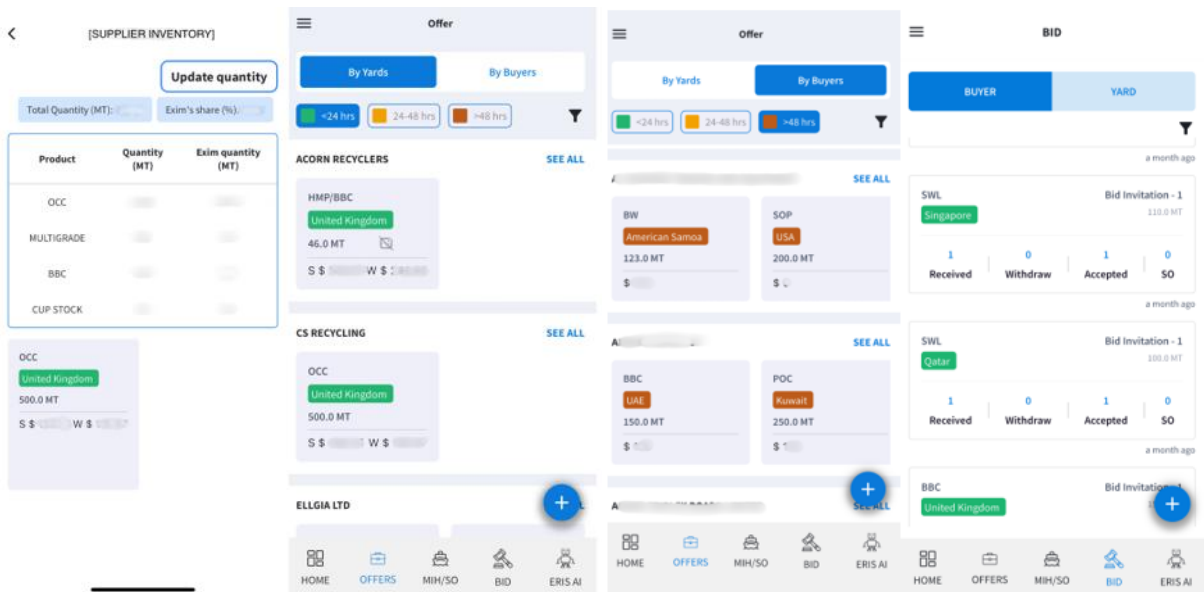 [SUPPLIER INVENTORY]
Update quantity
Total Quantity (MT):
Exim's share (%).
Product
Quantity (MT)
Exim quantity (MT)
OCC
MULTIGRADE
BBC
CUP STOCK
OCC
United Kingdom
500.0 MT
S $ W $
Offer
By Yards
By Buyers
<24 hrs
24-48 hrs
>48 hrs
ACORN RECYCLERS
SEE ALL
HMP/BBC
United Kingdom
46.0 MT
S $ W $
CS RECYCLING
SEE ALL
OCC
United Kingdom
500.0 MT
S $ W $
ELLGIA LTD
+
HOME
OFFERS
MIH/SO
BID
ERIS AI
Offer
By Yards
By Buyers
<24 hrs
24-48 hrs
>48 hrs
SEE ALL
BW
American Samoa
123.0 MT
$
SOP
USA
200.0 MT
$
SEE ALL
BBC
UAE
150.0 MT
$
POC
Kuwait
250.0 MT
$
SEE ALL
+
HOME
OFFERS
MIH/SO
BID
ERIS AI
BID
BUYER
YARD
a month ago
SWL
Bid Invitation - 1
Singapore
110.0 MT
1 0 1 0
Received Withdraw Accepted SO
a month ago
SWL
Bid Invitation - 1
Qatar
100.0 MT
1 0 1 0
Received Withdraw Accepted SO
a month ago
BBC
Bid Invitation - 1
United Kingdom
+
HOME
OFFERS
MIH/SO
BID
ERIS AI